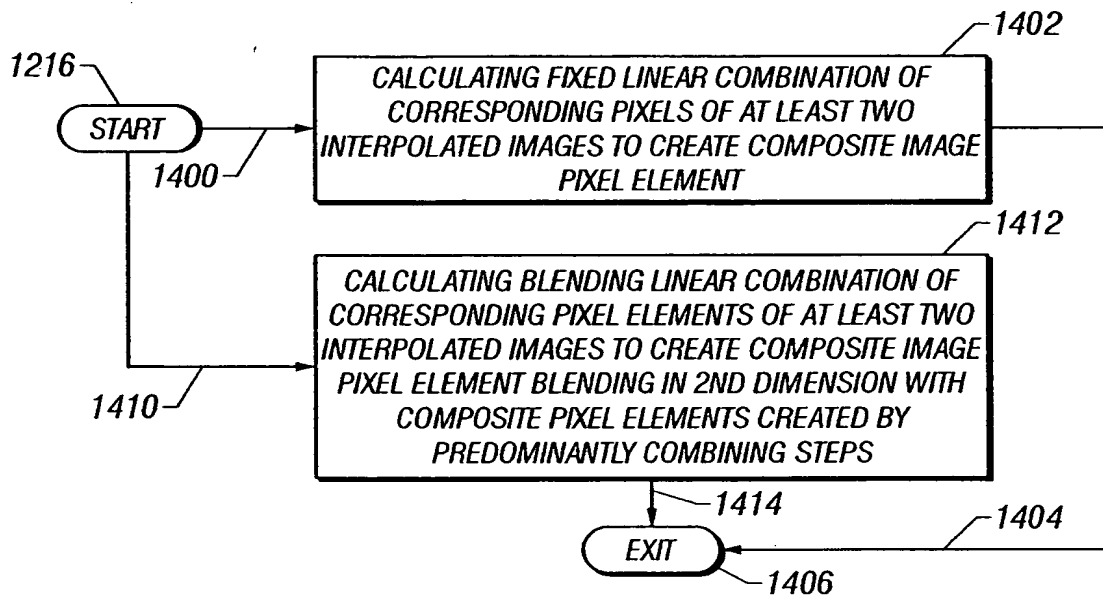 1402
1216
CALCULATING FIXED LINEAR COMBINATION OF
CORRESPONDING PIXELS OF AT LEAST TWO
INTERPOLATED IMAGES TO CREATE COMPOSITE IMAGE
PIXEL ELEMENT
START
1400
1412
CALCULATING BLENDING LINEAR COMBINATION OF
CORRESPONDING PIXEL ELEMENTS OF AT LEAST TWO
INTERPOLATED IMAGES TO CREATE COMPOSITE IMAGE
PIXEL ELEMENT BLENDING IN 2ND DIMENSION WITH
COMPOSITE PIXEL ELEMENTS CREATED BY
PREDOMINANTLY COMBINING STEPS
1410
1414
1404
EXIT
1406